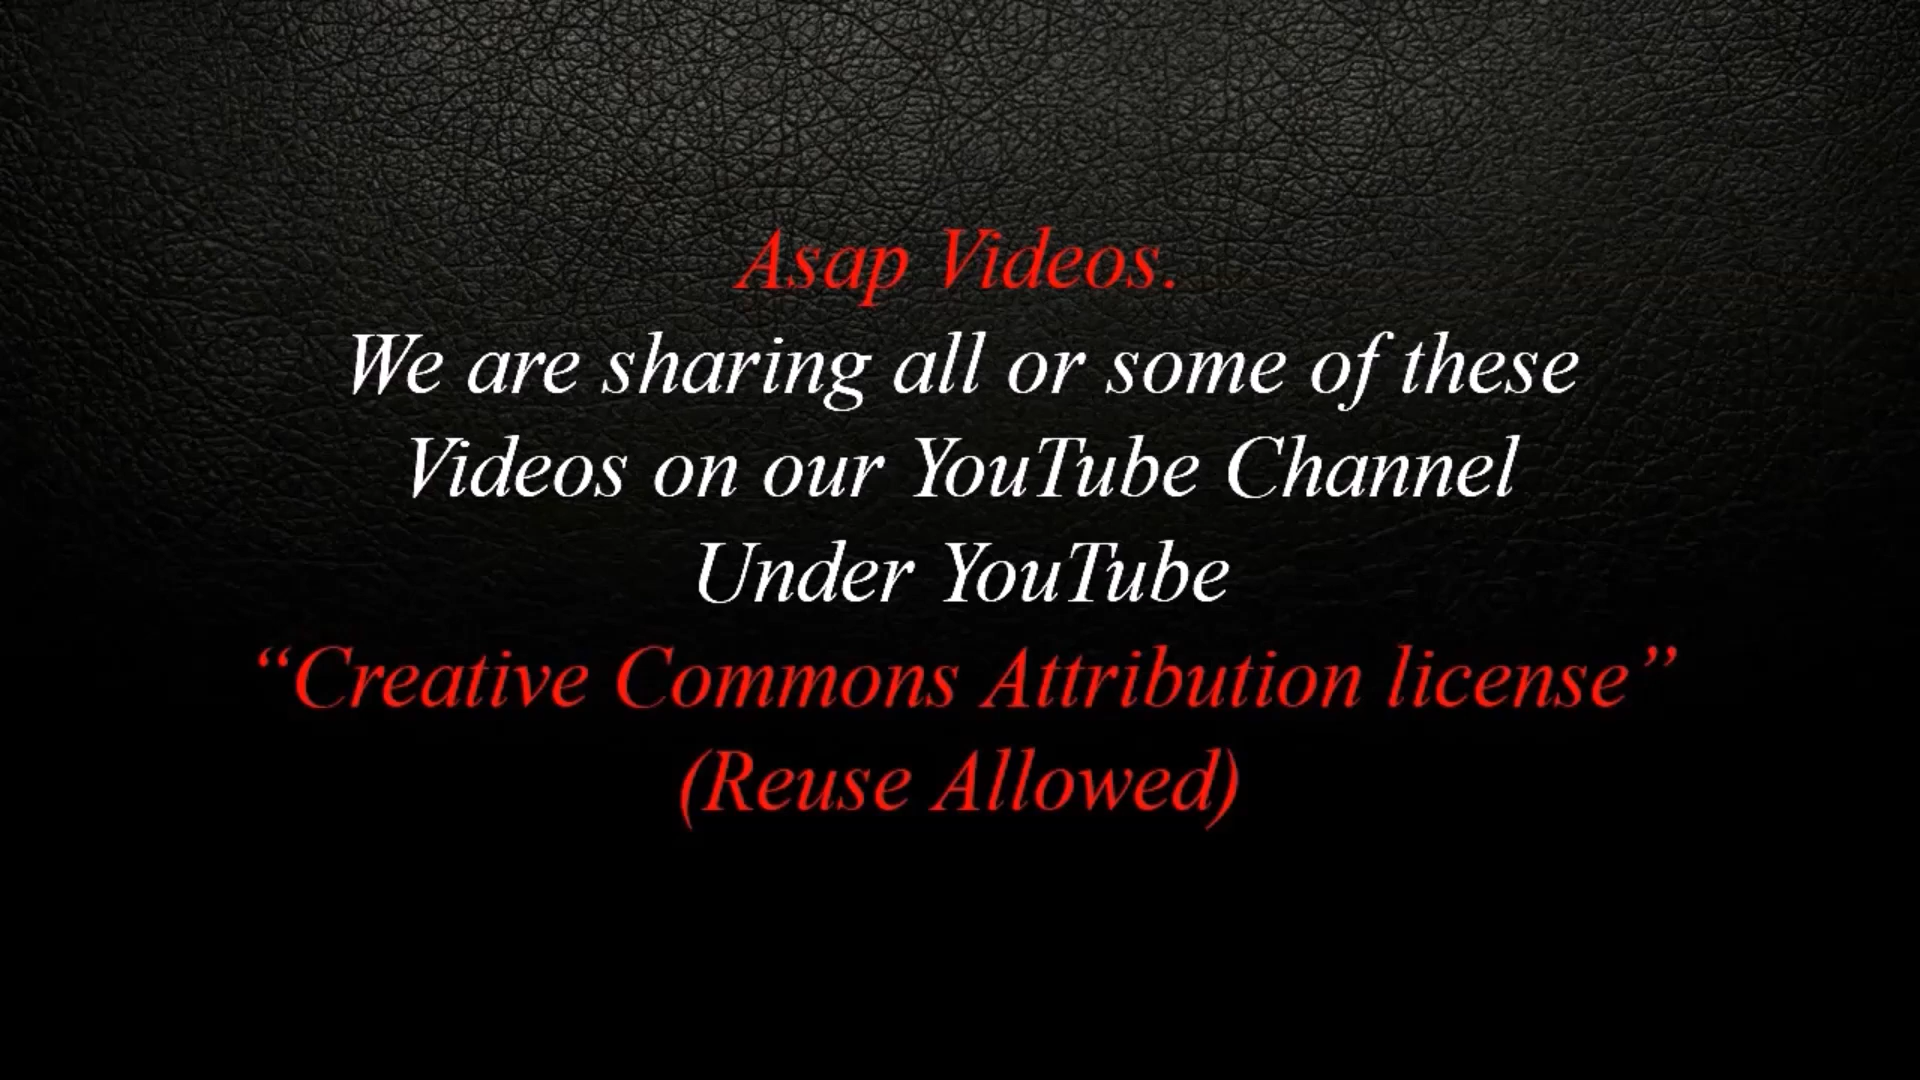 Asap Videos.
We are sharing all or some of these
Videos on our YouTube Channel
Under YouTube
“Creative Commons Attribution license”
(Reuse Allowed)